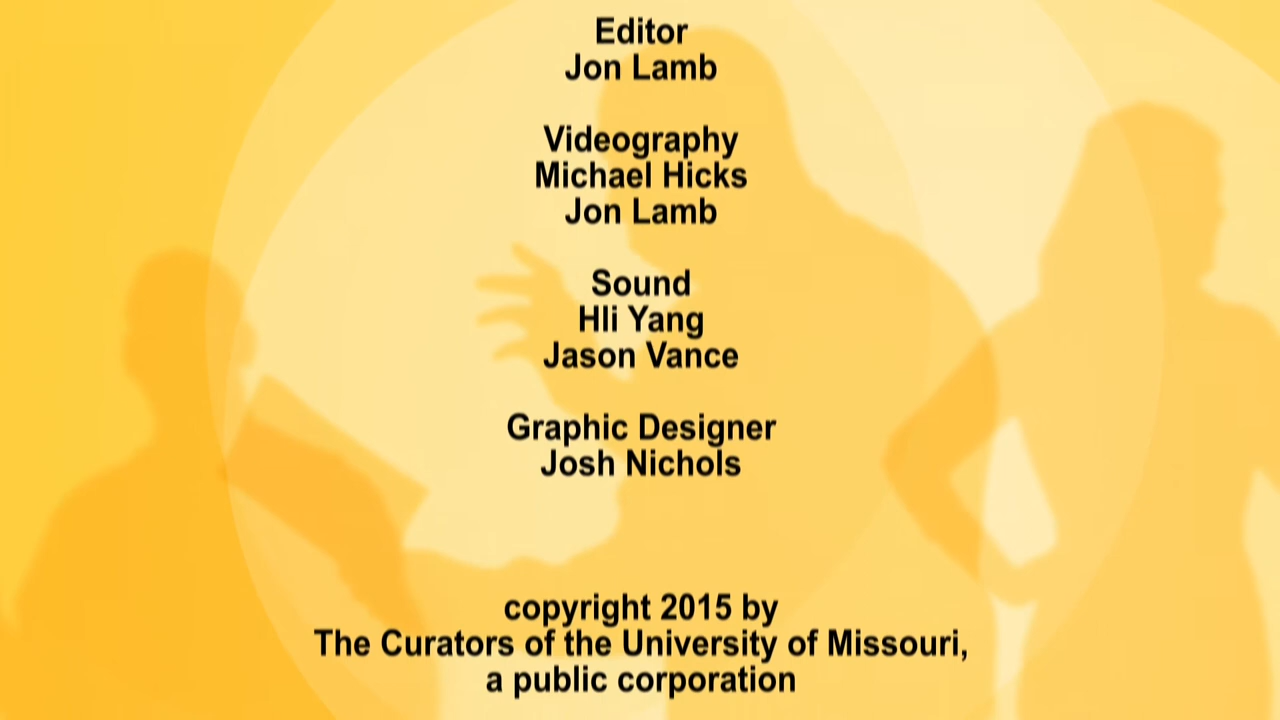 Editor
Jon Lamb
Videography
Michael Hicks
Jon Lamb
Sound
Hli Yang
Jason Vance
Graphic Designer
Josh Nichols
copyright 2015 by
The Curators of the University of Missouri,
a public corporation